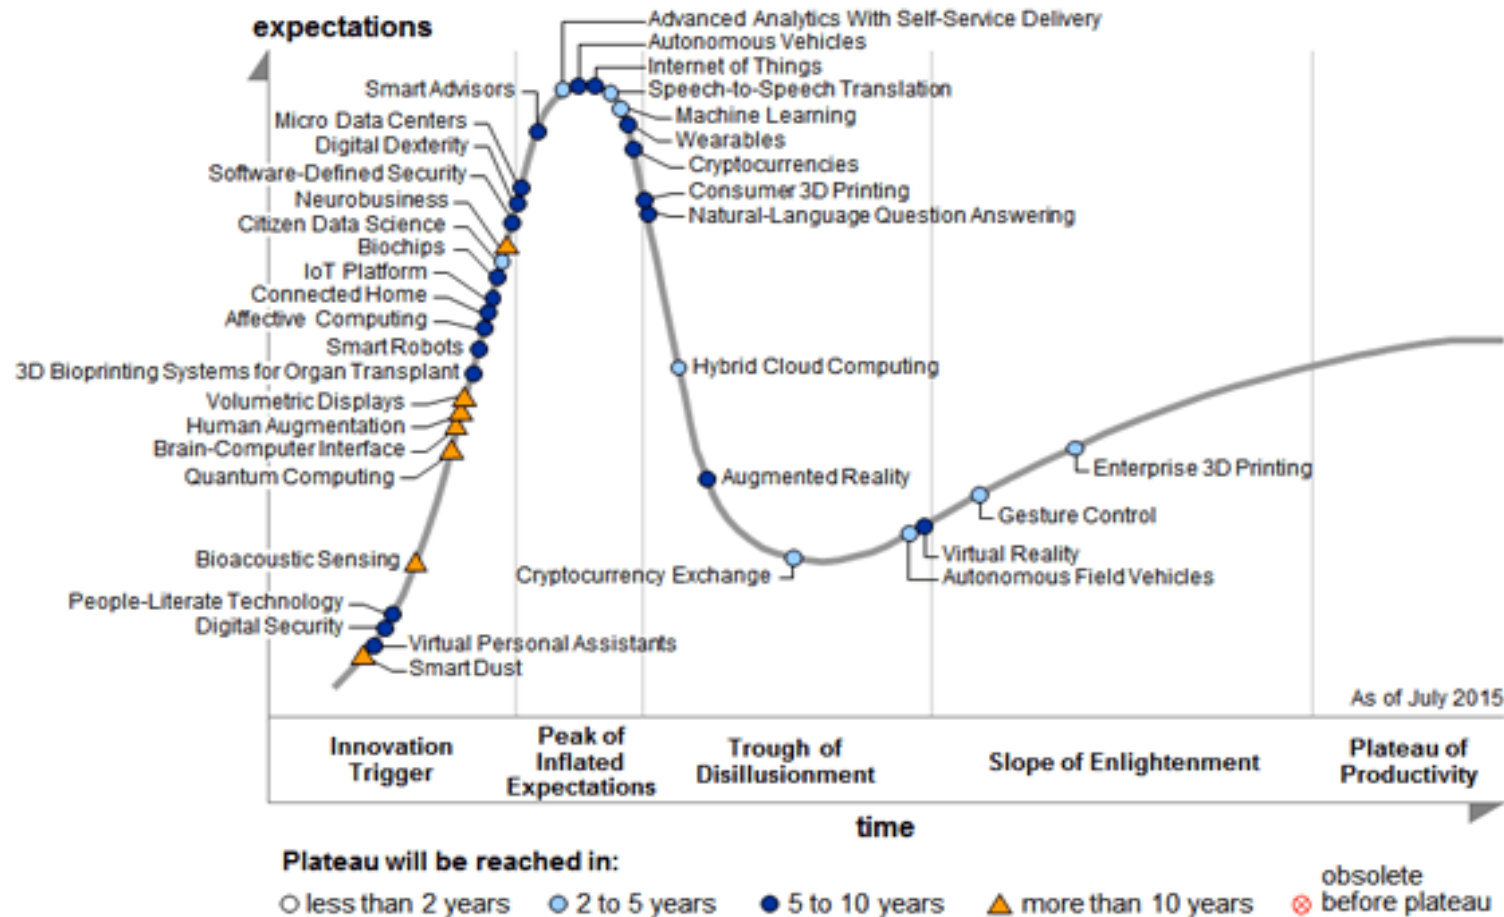 expectations
Advanced Analytics With Self-Service Delivery
Autonomous Vehicles
Internet of Things
Speech-to-Speech Translation
Machine Learning
Wearables
Cryptocurrencies
Consumer 3D Printing
Natural-Language Question Answering
Smart Advisors
Micro Data Centers
Digital Dexterity
Software-Defined Security
Neurobusiness
Citizen Data Science
Biochips
IoT Platform
Connected Home
Affective Computing
Smart Robots
3D Bioprinting Systems for Organ Transplant
Volumetric Displays
Human Augmentation
Brain-Computer Interface
Quantum Computing
Bioacoustic Sensing
People-Literate Technology
Digital Security
Virtual Personal Assistants
Smart Dust
Hybrid Cloud Computing
Augmented Reality
Cryptocurrency Exchange
Enterprise 3D Printing
Gesture Control
Virtual Reality
Autonomous Field Vehicles
As of July 2015
Innovation
Trigger
Peak of
Inflated
Expectations
Trough of
Disillusionment
Slope of Enlightenment
Plateau of
Productivity
time
Plateau will be reached in:
less than 2 years
2 to 5 years
5 to 10 years
more than 10 years
obsolete
before plateau